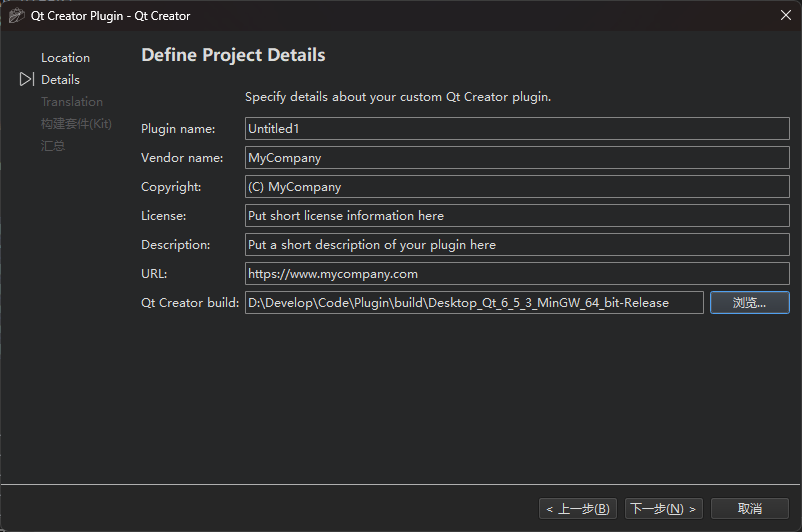 Qt Creator Plugin - Qt Creator
Location
Details
Translation
构建套件(Kit)
汇总
Define Project Details
Specify details about your custom Qt Creator plugin.
Plugin name: Untitled1
Vendor name: MyCompany
Copyright: (C) MyCompany
License: Put short license information here
Description: Put a short description of your plugin here
URL: https://www.mycompany.com
Qt Creator build: D:\Develop\Code\Plugin\build\Desktop_Qt_6_5_3_MinGW_64_bit-Release 浏览...
< 上一步(B) 下一步(N) > 取消